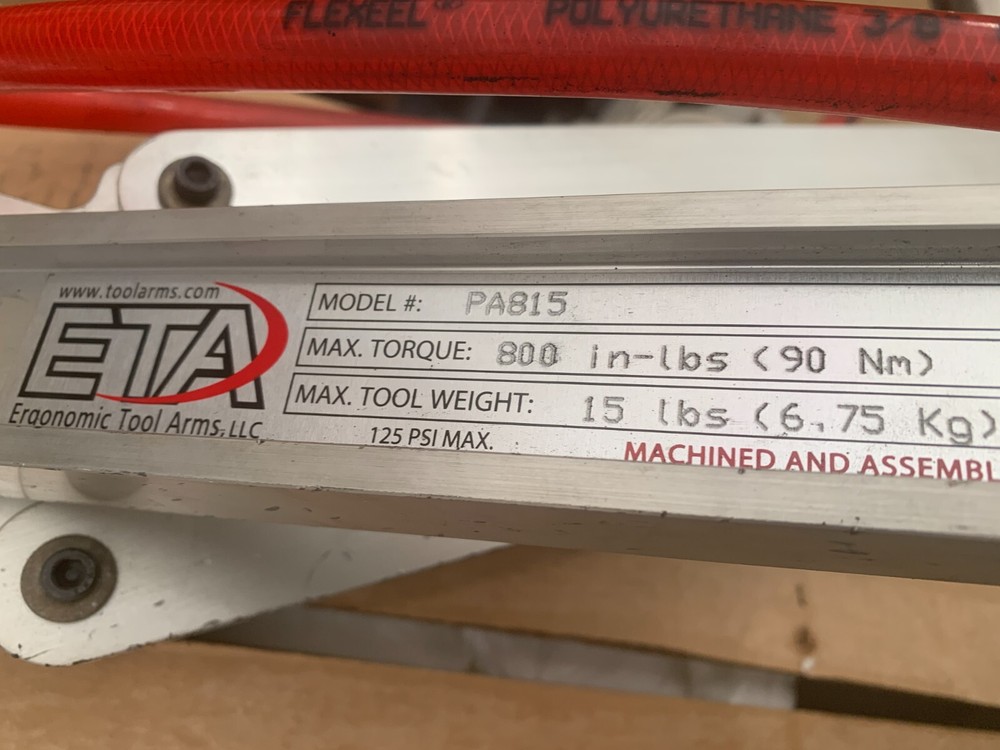 FLEXEEL® POLYURETHANE 3/8
www.toolarms.com
ETA
Ergonomic Tool Arms, LLC
MODEL #: PA815
MAX. TORQUE: 800 in-lbs (90 Nm)
MAX. TOOL WEIGHT: 15 lbs (6.75 Kg)
125 PSI MAX.
MACHINED AND ASSEMBL